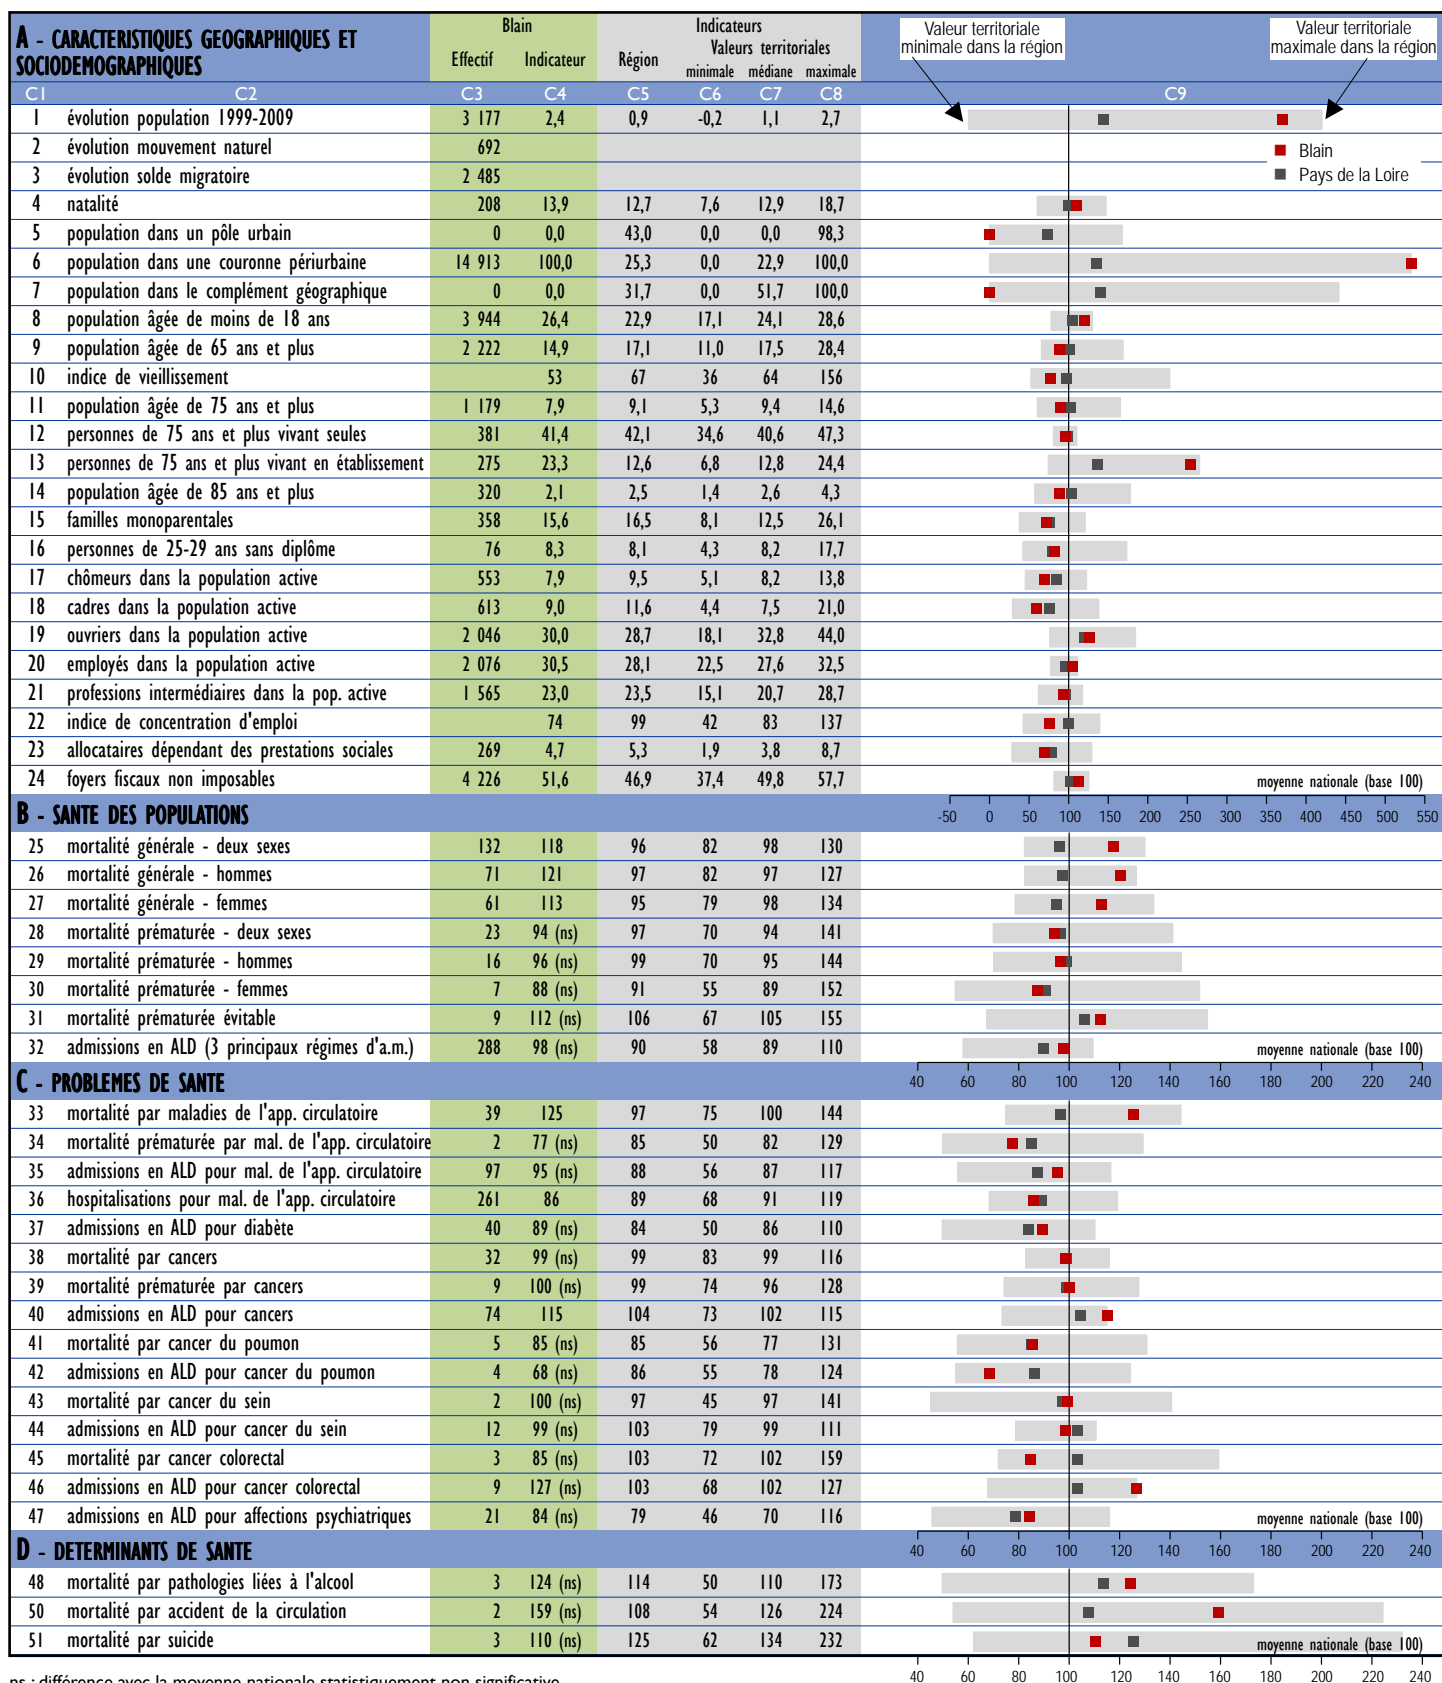 A - CARACTERISTIQUES GEOGRAPHIQUES ET SOCIODEMOGRAPHIQUES
Blain
Indicateurs
Effectif Indicateur Région Valeurs territoriales
minimale médiane maximale
Valeur territoriale minimale dans la région
Valeur territoriale maximale dans la région
C1 C2 C3 C4 C5 C6 C7 C8 C9
1 évolution population 1999-2009 3 177 2,4 0,9 -0,2 1,1 2,7
2 évolution mouvement naturel 692
Blain
3 évolution solde migratoire 2 485
Pays de la Loire
4 natalité 208 13,9 12,7 7,6 12,9 18,7
5 population dans un pôle urbain 0 0,0 43,0 0,0 0,0 98,3
6 population dans une couronne périurbaine 14 913 100,0 25,3 0,0 22,9 100,0
7 population dans le complément géographique 0 0,0 31,7 0,0 51,7 100,0
8 population âgée de moins de 18 ans 3 944 26,4 22,9 17,1 24,1 28,6
9 population âgée de 65 ans et plus 2 222 14,9 17,1 11,0 17,5 28,4
10 indice de vieillissement 53 67 36 64 156
11 population âgée de 75 ans et plus 1 179 7,9 9,1 5,3 9,4 14,6
12 personnes de 75 ans et plus vivant seules 381 41,4 42,1 34,6 40,6 47,3
13 personnes de 75 ans et plus vivant en établissement 275 23,3 12,6 6,8 12,8 24,4
14 population âgée de 85 ans et plus 320 2,1 2,5 1,4 2,6 4,3
15 familles monoparentales 358 15,6 16,5 8,1 12,5 26,1
16 personnes de 25-29 ans sans diplôme 76 8,3 8,1 4,3 8,2 17,7
17 chômeurs dans la population active 553 7,9 9,5 5,1 8,2 13,8
18 cadres dans la population active 613 9,0 11,6 4,4 7,5 21,0
19 ouvriers dans la population active 2 046 30,0 28,7 18,1 32,8 44,0
20 employés dans la population active 2 076 30,5 28,1 22,5 27,6 32,5
21 professions intermédiaires dans la pop. active 1 565 23,0 23,5 15,1 20,7 28,7
22 indice de concentration d'emploi 74 99 42 83 137
23 allocataires dépendant des prestations sociales 269 4,7 5,3 1,9 3,8 8,7
24 foyers fiscaux non imposables 4 226 51,6 46,9 37,4 49,8 57,7 moyenne nationale (base 100)
B - SANTE DES POPULATIONS
-50 0 50 100 150 200 250 300 350 400 450 500 550
25 mortalité générale - deux sexes 132 118 96 82 98 130
26 mortalité générale - hommes 71 121 97 82 97 127
27 mortalité générale - femmes 61 113 95 79 98 134
28 mortalité prématurée - deux sexes 23 94 (ns) 97 70 94 141
29 mortalité prématurée - hommes 16 96 (ns) 99 70 95 144
30 mortalité prématurée - femmes 7 88 (ns) 91 55 89 152
31 mortalité prématurée évitable 9 112 (ns) 106 67 105 155
32 admissions en ALD (3 principaux régimes d'a.m.) 288 98 (ns) 90 58 89 110 moyenne nationale (base 100)
C - PROBLEMES DE SANTE
40 60 80 100 120 140 160 180 200 220 240
33 mortalité par maladies de l'app. circulatoire 39 125 97 75 100 144
34 mortalité prématurée par mal. de l'app. circulatoire 2 77 (ns) 85 50 82 129
35 admissions en ALD pour mal. de l'app. circulatoire 97 95 (ns) 88 56 87 117
36 hospitalisations pour mal. de l'app. circulatoire 261 86 89 68 91 119
37 admissions en ALD pour diabète 40 89 (ns) 84 50 86 110
38 mortalité par cancers 32 99 (ns) 99 83 99 116
39 mortalité prématurée par cancers 9 100 (ns) 99 74 96 128
40 admissions en ALD pour cancers 74 115 104 73 102 115
41 mortalité par cancer du poumon 5 85 (ns) 85 56 77 131
42 admissions en ALD pour cancer du poumon 4 68 (ns) 86 55 78 124
43 mortalité par cancer du sein 2 100 (ns) 97 45 97 141
44 admissions en ALD pour cancer du sein 12 99 (ns) 103 79 99 111
45 mortalité par cancer colorectal 3 85 (ns) 103 72 102 159
46 admissions en ALD pour cancer colorectal 9 127 (ns) 103 68 102 127
47 admissions en ALD pour affections psychiatriques 21 84 (ns) 79 46 70 116 moyenne nationale (base 100)
D - DETERMINANTS DE SANTE
40 60 80 100 120 140 160 180 200 220 240
48 mortalité par pathologies liées à l'alcool 3 124 (ns) 114 50 110 173
50 mortalité par accident de la circulation 2 159 (ns) 108 54 126 224
51 mortalité par suicide 3 110 (ns) 125 62 134 232 moyenne nationale (base 100)
40 60 80 100 120 140 160 180 200 220 240
ns : différence avec la moyenne nationale statistiquement non significative